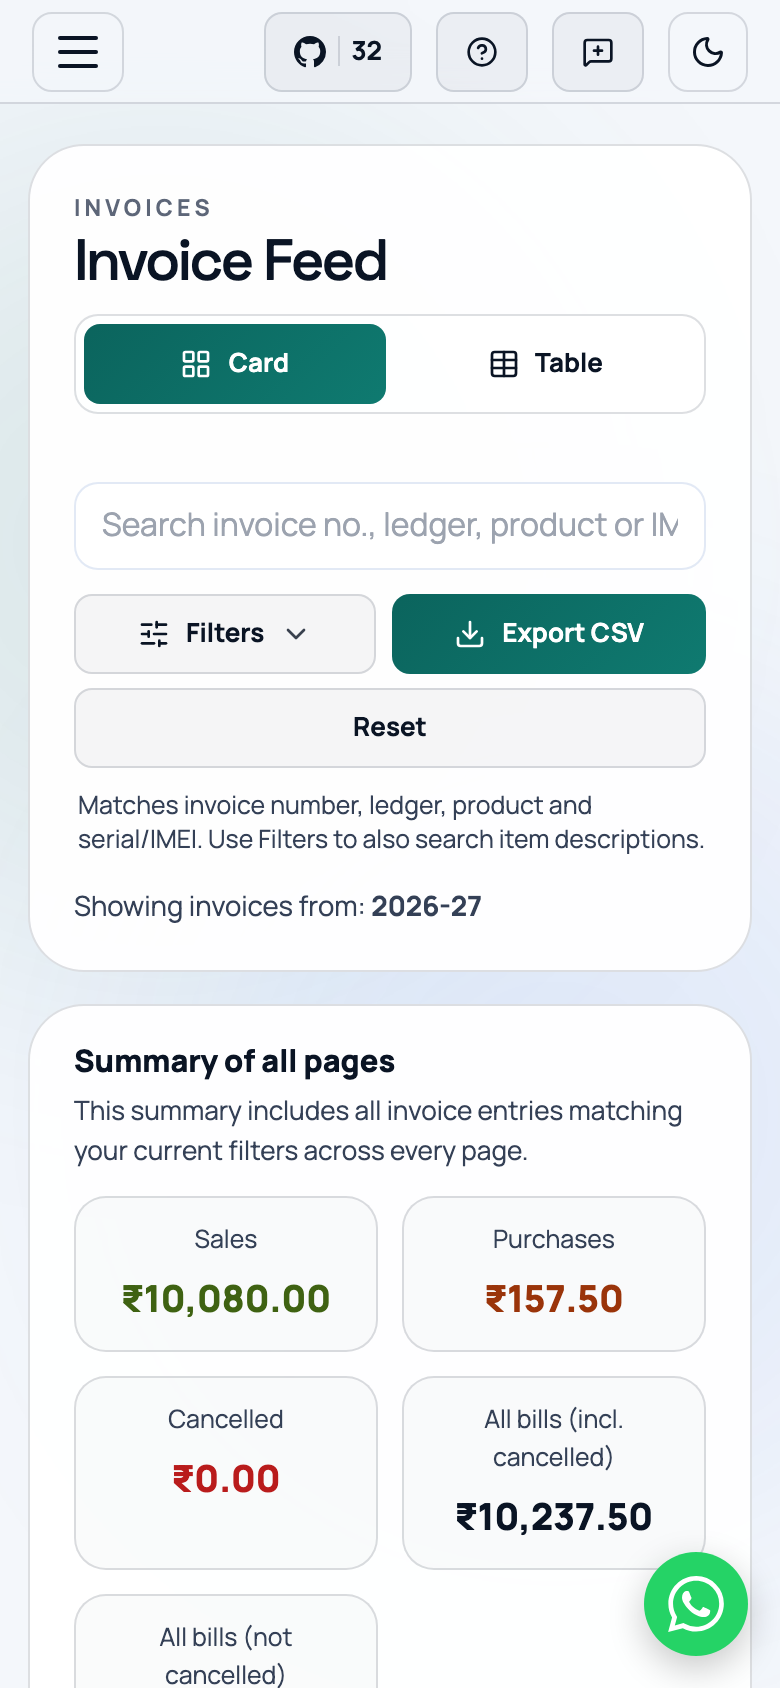 32
INVOICES
Invoice Feed
Card
Table
Search invoice no., ledger, product or IM
Filters
Export CSV
Reset
Matches invoice number, ledger, product and
serial/IMEI. Use Filters to also search item descriptions.
Showing invoices from: 2026-27
Summary of all pages
This summary includes all invoice entries matching
your current filters across every page.
Sales
₹10,080.00
Purchases
₹157.50
Cancelled
₹0.00
All bills (incl.
cancelled)
₹10,237.50
All bills (not
cancelled)